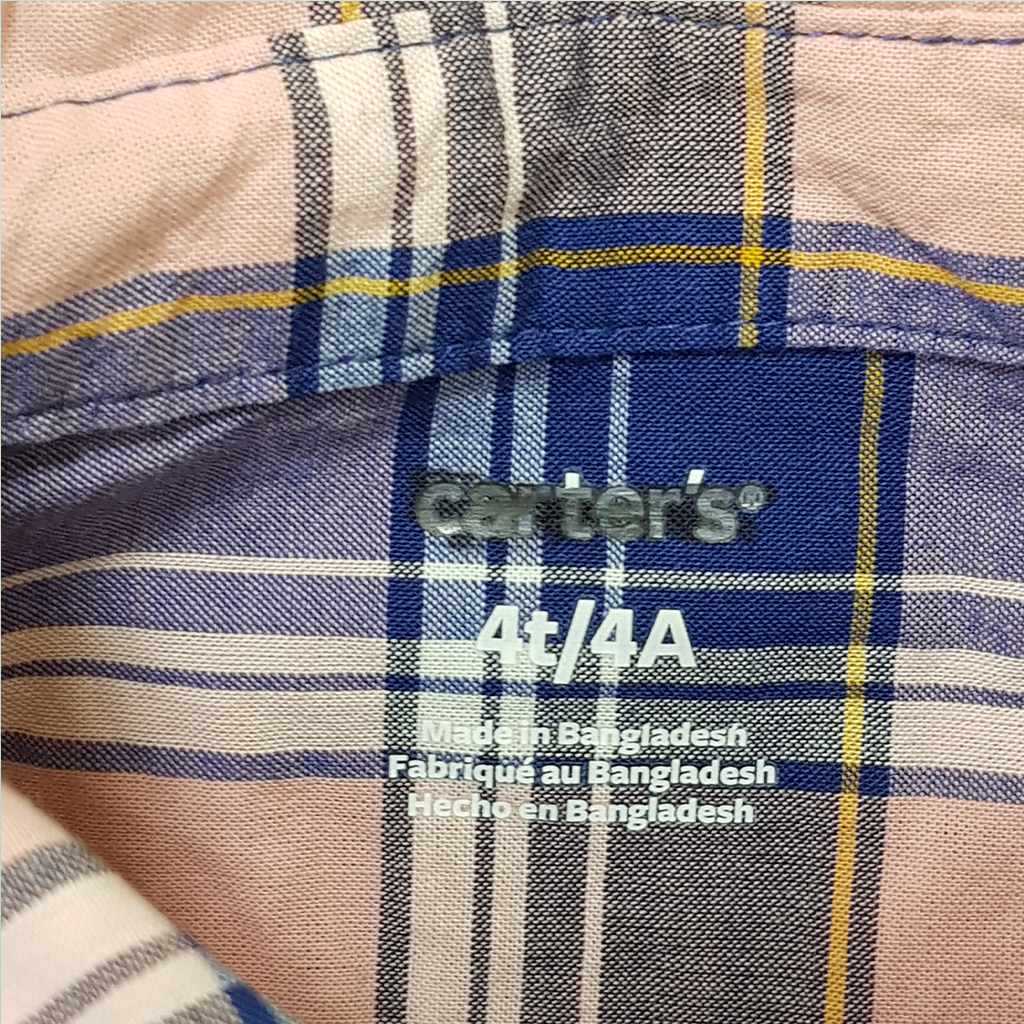 carter's®
4t/4A
Made in Bangladesh
Fabriqué au Bangladesh
Hecho en Bangladesh